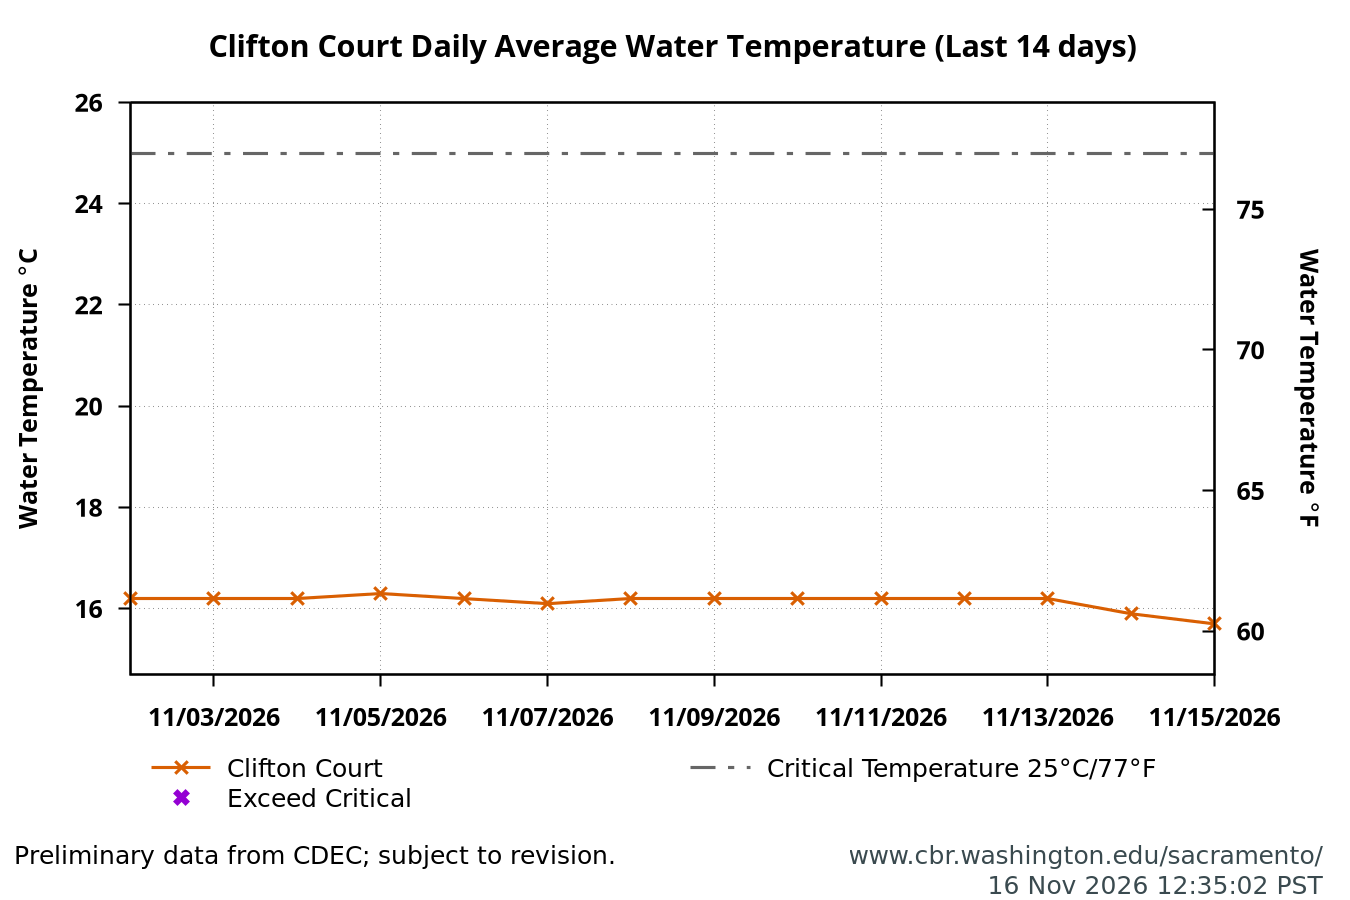 Clifton Court Daily Average Water Temperature (Last 14 days)
26
24
22
20
18
16
Water Temperature °C
75
70
65
60
Water Temperature °F
11/03/2026 11/05/2026 11/07/2026 11/09/2026 11/11/2026 11/13/2026 11/15/2026
Clifton Court
Critical Temperature 25°C/77°F
Exceed Critical
Preliminary data from CDEC; subject to revision.
www.cbr.washington.edu/sacramento/
16 Nov 2026 12:35:02 PST